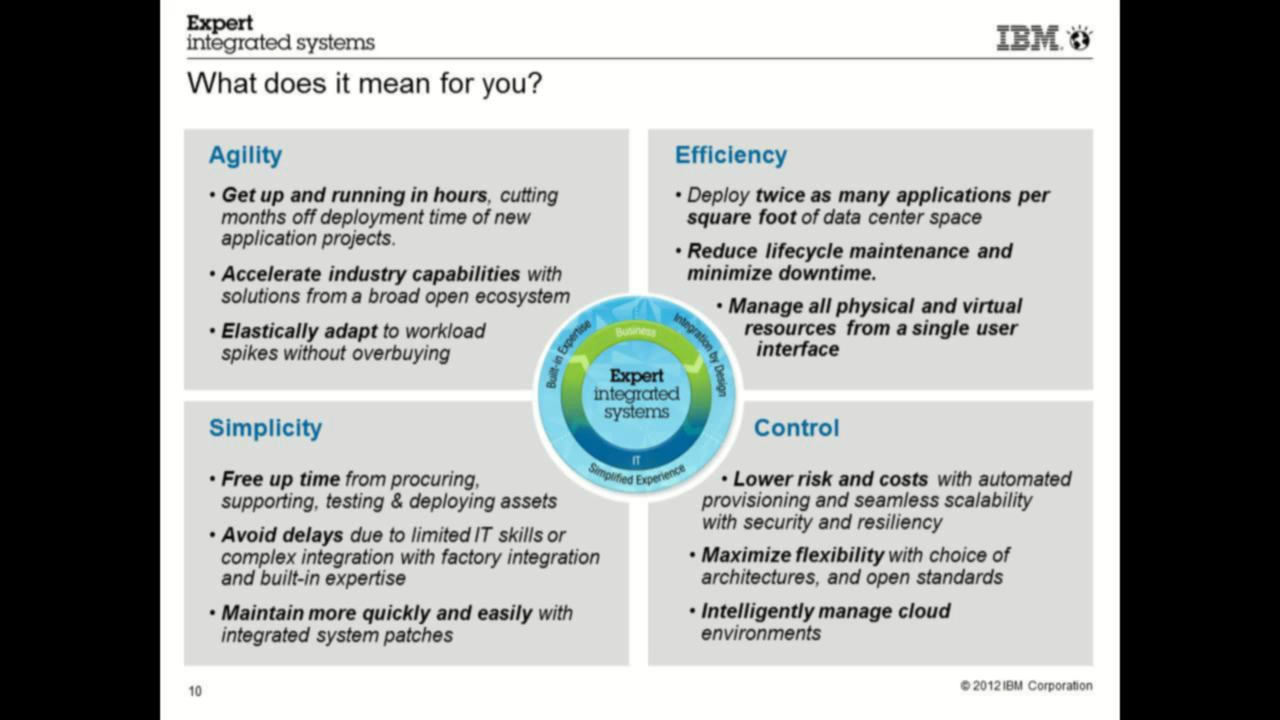 Expert
integrated systems
IBM.
What does it mean for you?
Agility
• Get up and running in hours, cutting
months off deployment time of new
application projects.
• Accelerate industry capabilities with
solutions from a broad open ecosystem
• Elastically adapt to workload
spikes without overbuying
Efficiency
• Deploy twice as many applications per
square foot of data center space
• Reduce lifecycle maintenance and
minimize downtime.
• Manage all physical and virtual
resources from a single user
interface
Built-in Expertise
Business
Integration by Design
Expert
integrated
systems
IT
Simplified Experience
Simplicity
• Free up time from procuring,
supporting, testing & deploying assets
• Avoid delays due to limited IT skills or
complex integration with factory integration
and built-in expertise
• Maintain more quickly and easily with
integrated system patches
Control
• Lower risk and costs with automated
provisioning and seamless scalability
with security and resiliency
• Maximize flexibility with choice of
architectures, and open standards
• Intelligently manage cloud
environments
10
© 2012 IBM Corporation